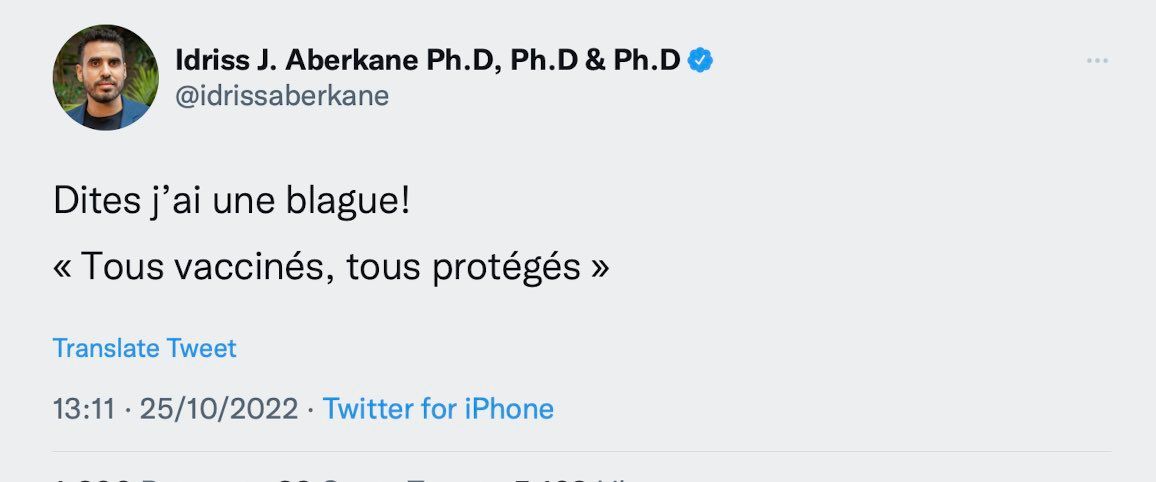 Idriss J. Aberkane Ph.D, Ph.D & Ph.D
@idrissaberkane
Dites j’ai une blague!
« Tous vaccinés, tous protégés »
Translate Tweet
13:11 · 25/10/2022 · Twitter for iPhone